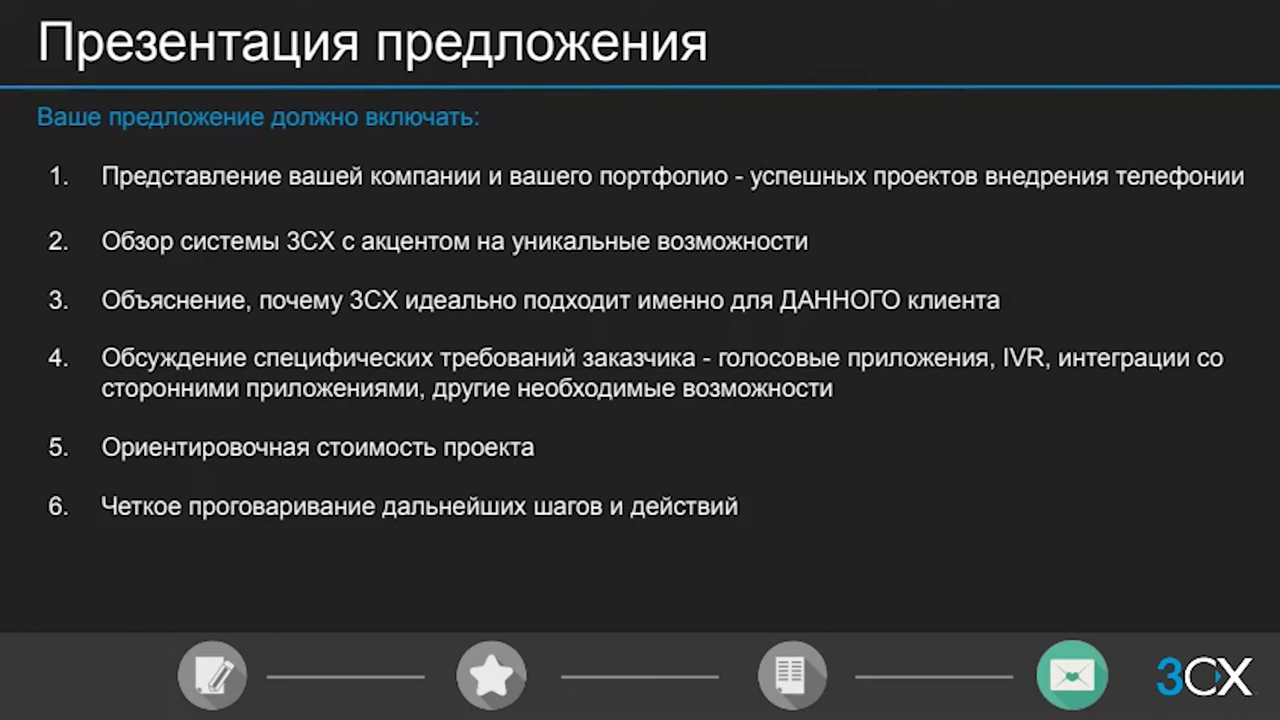 Презентация предложения
Ваше предложение должно включать:
1. Представление вашей компании и вашего портфолио - успешных проектов внедрения телефонии
2. Обзор системы 3CX с акцентом на уникальные возможности
3. Объяснение, почему 3CX идеально подходит именно для ДАННОГО клиента
4. Обсуждение специфических требований заказчика - голосовые приложения, IVR, интеграции со
сторонними приложениями, другие необходимые возможности
5. Ориентировочная стоимость проекта
6. Четкое проговаривание дальнейших шагов и действий
3CX